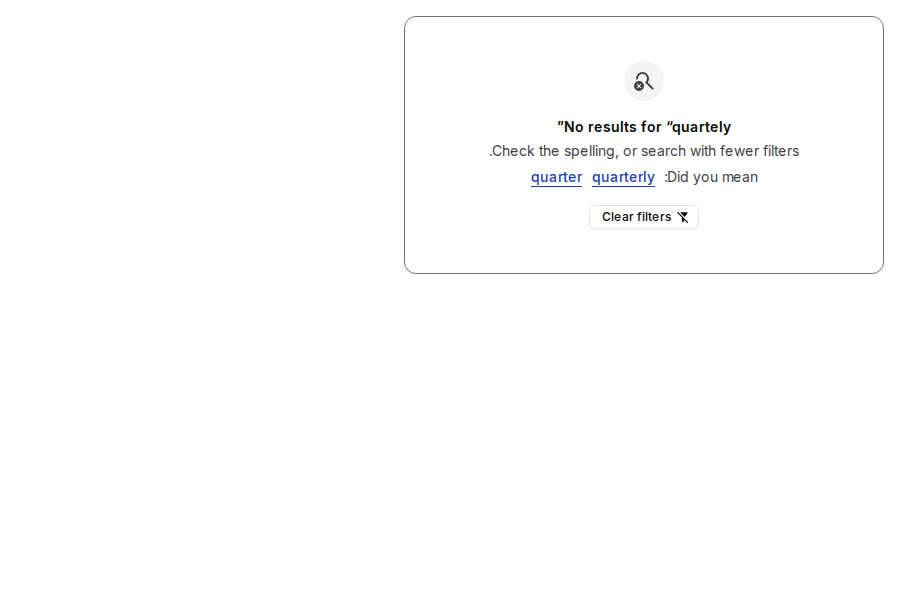 No results for “quartely”
Check the spelling, or search with fewer filters.
Did you mean: quarterly quarter
Clear filters